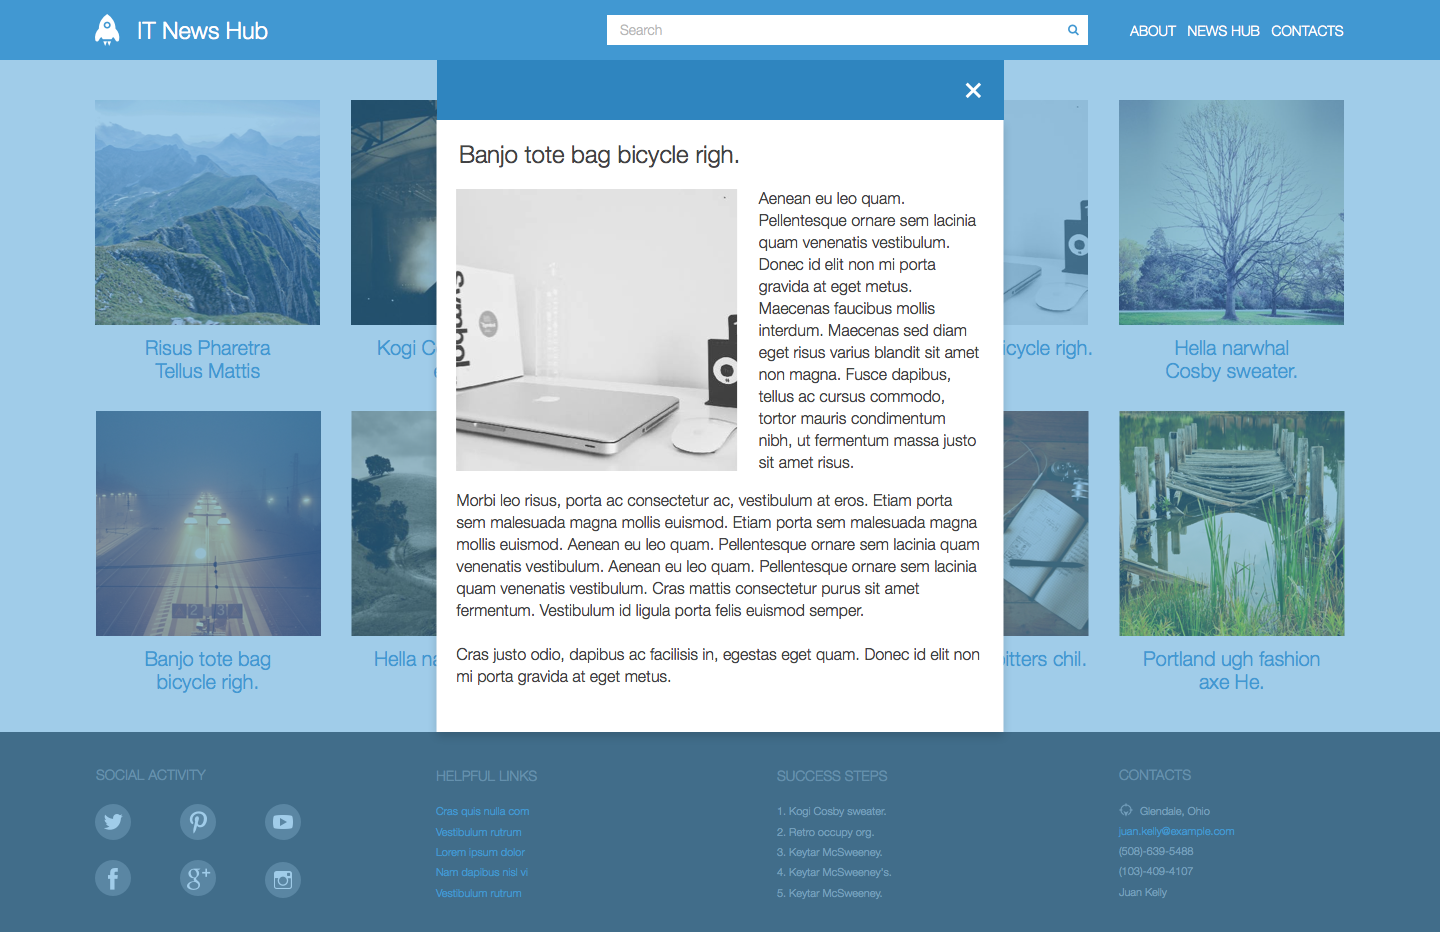 IT News Hub
Search
ABOUT NEWS HUB CONTACTS
Banjo tote bag bicycle righ.
Aenean eu leo quam.
Pellentesque ornare sem lacinia
quam venenatis vestibulum.
Donec id elit non mi porta
gravida at eget metus.
Maecenas faucibus mollis
interdum. Maecenas sed diam
eget risus varius blandit sit amet
non magna. Fusce dapibus,
tellus ac cursus commodo,
tortor mauris condimentum
nibh, ut fermentum massa justo
sit amet risus.
Morbi leo risus, porta ac consectetur ac, vestibulum at eros. Etiam porta
sem malesuada magna mollis euismod. Etiam porta sem malesuada magna
mollis euismod. Aenean eu leo quam. Pellentesque ornare sem lacinia quam
venenatis vestibulum. Aenean eu leo quam. Pellentesque ornare sem lacinia
quam venenatis vestibulum. Cras mattis consectetur purus sit amet
fermentum. Vestibulum id ligula porta felis euismod semper.
Cras justo odio, dapibus ac facilisis in, egestas eget quam. Donec id elit non
mi porta gravida at eget metus.
Risus Pharetra
Tellus Mattis
Kogi
icycle righ.
Hella narwhal
Cosby sweater.
2 3
Banjo tote bag
bicycle righ.
Hella
bitters chil.
Portland ugh fashion
axe He.
SOCIAL ACTIVITY
HELPFUL LINKS
Cras quis nulla com
Vestibulum rutrum
Lorem ipsum dolor
Nam dapibus nisl vi
Vestibulum rutrum
SUCCESS STEPS
1. Kogi Cosby sweater.
2. Retro occupy org.
3. Keytar McSweeney.
4. Keytar McSweeney's.
5. Keytar McSweeney.
CONTACTS
Glendale, Ohio
juan.kelly@example.com
(508)-639-5488
(103)-409-4107
Juan Kelly